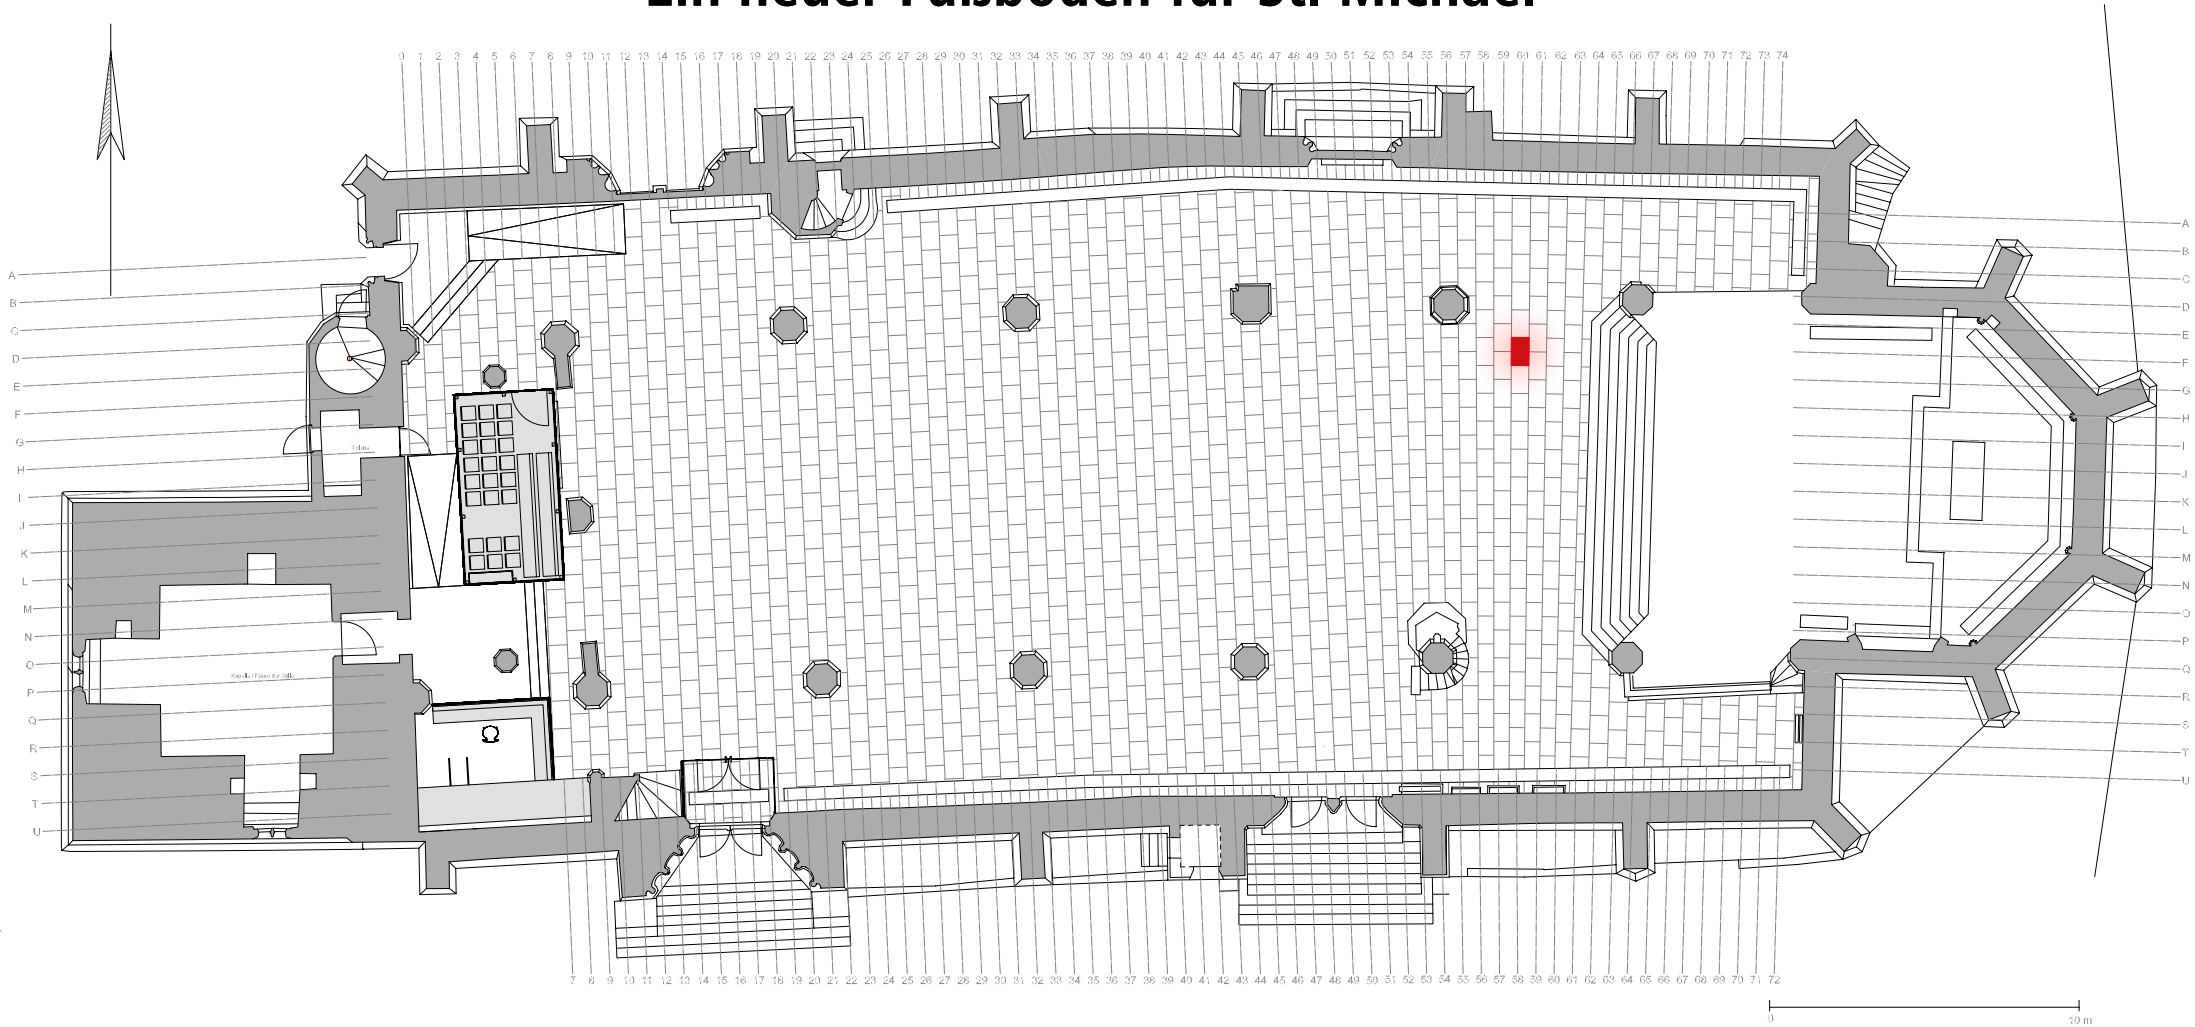 Ein neuer Fußboden für St. Michael
0 1 2 3 4 5 6 7 8 9 10 11 12 13 14 15 16 17 18 19 20 21 22 23 24 25 26 27 28 29 30 31 32 33 34 35 36 37 38 39 40 41 42 43 44 45 46 47 48 49 50 51 52 53 54 55 56 57 58 59 60 61 62 63 64 65 66 67 68 69 70 71 72 73 74
A
B
C
D
E
F
G
H
I
J
K
L
M
N
O
P
Q
R
S
T
U
Kapelle / Raum der Stille
A
B
C
D
E
F
G
H
I
J
K
L
M
N
O
P
Q
R
S
T
U
7 8 9 10 11 12 13 14 15 16 17 18 19 20 21 22 23 24 25 26 27 28 29 30 31 32 33 34 35 36 37 38 39 40 41 42 43 44 45 46 47 48 49 50 51 52 53 54 55 56 57 58 59 60 61 62 63 64 65 66 67 68 69 70 71 72
0 10 m